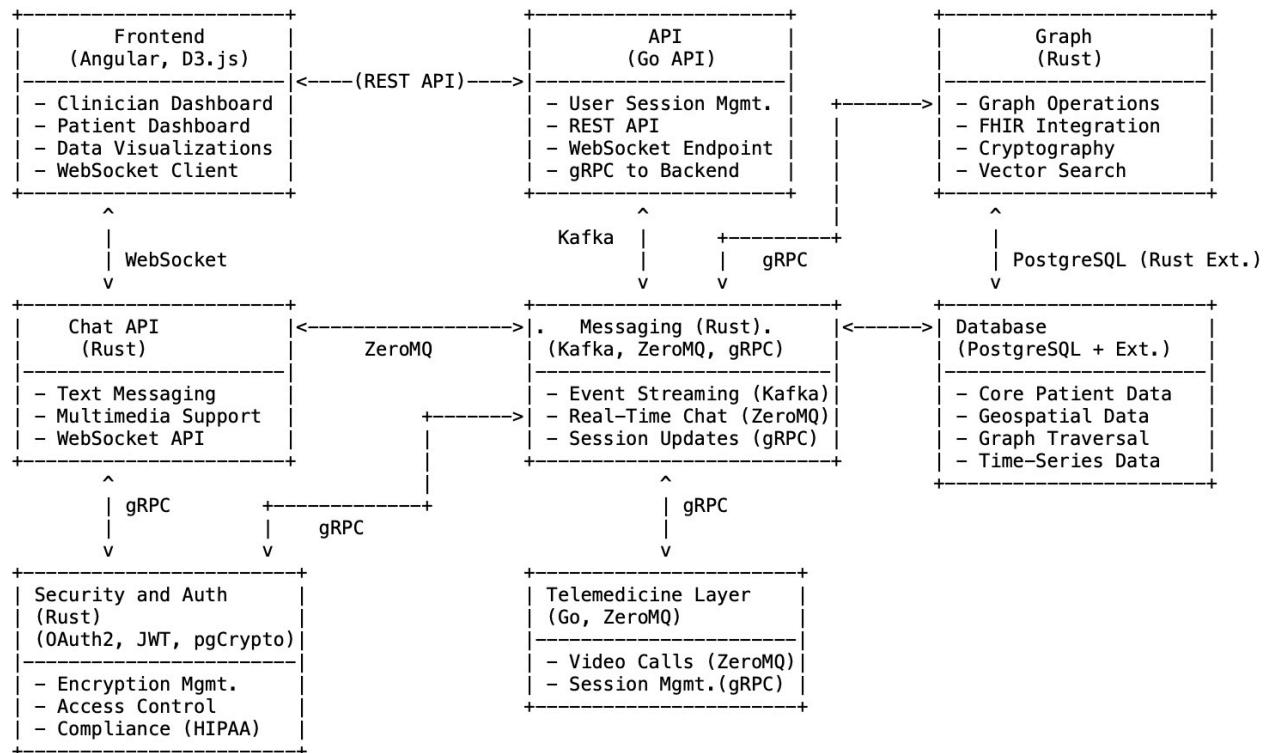 Frontend
(Angular, D3.js)
- Clinician Dashboard
- Patient Dashboard
- Data Visualizations
- WebSocket Client
<----(REST API)----->
API
(Go API)
- User Session Mgmt.
- REST API
- WebSocket Endpoint
- gRPC to Backend
Graph
(Rust)
- Graph Operations
- FHIR Integration
- Cryptography
- Vector Search
WebSocket
Kafka
gRPC
PostgreSQL (Rust Ext.)
Chat API
(Rust)
- Text Messaging
- Multimedia Support
- WebSocket API
ZeroMQ
. Messaging (Rust).
(Kafka, ZeroMQ, gRPC)
- Event Streaming (Kafka)
- Real-Time Chat (ZeroMQ)
- Session Updates (gRPC)
Database
(PostgreSQL + Ext.)
- Core Patient Data
- Geospatial Data
- Graph Traversal
- Time-Series Data
gRPC
gRPC
gRPC
Security and Auth
(Rust)
(OAuth2, JWT, pgCrypto)
- Encryption Mgmt.
- Access Control
- Compliance (HIPAA)
Telemedicine Layer
(Go, ZeroMQ)
- Video Calls (ZeroMQ)
- Session Mgmt.(gRPC)